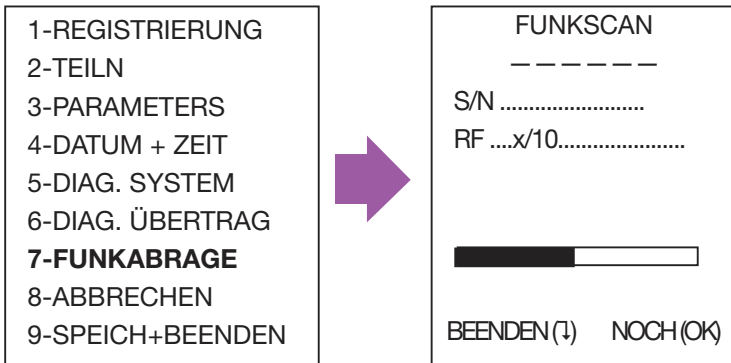 1-REGISTRIERUNG
2-TEILN
3-PARAMETERS
4-DATUM + ZEIT
5-DIAG. SYSTEM
6-DIAG. ÜBERTRAG
7-FUNKABRAGE
8-ABBRECHEN
9-SPEICH+BEENDEN
FUNKSCAN
— — — — — —
S/N .........................
RF ....x/10......................
BEENDEN (↴) NOCH (OK)